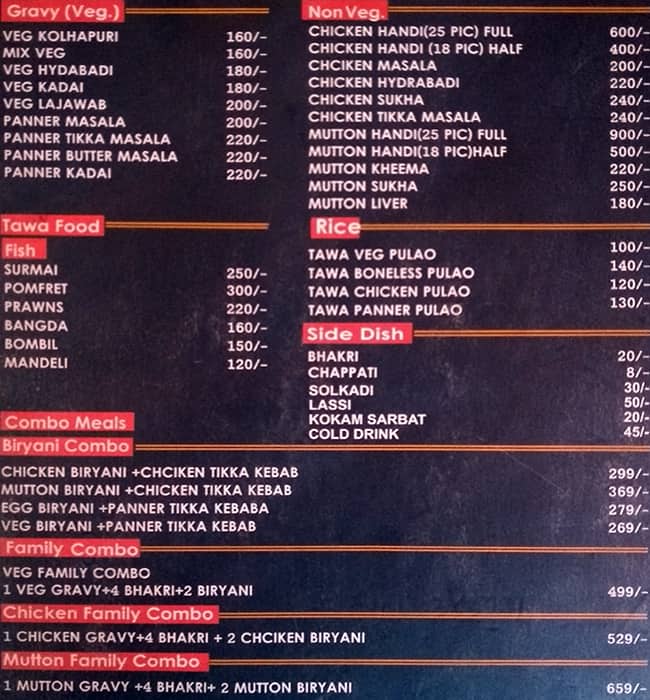 Gravy (Veg.)
VEG KOLHAPURI 160/-
MIX VEG 160/-
VEG HYDABADI 180/-
VEG KADAI 180/-
VEG LAJAWAB 200/-
PANNER MASALA 200/-
PANNER TIKKA MASALA 220/-
PANNER BUTTER MASALA 220/-
PANNER KADAI 220/-
Tawa Food
Fish
SURMAI 250/-
POMFRET 300/-
PRAWNS 220/-
BANGDA 160/-
BOMBIL 150/-
MANDELI 120/-
Non Veg.
CHICKEN HANDI(25 PIC) FULL 600/-
CHICKEN HANDI (18 PIC) HALF 400/-
CHCIKEN MASALA 200/-
CHICKEN HYDRABADI 220/-
CHICKEN SUKHA 240/-
CHICKEN TIKKA MASALA 240/-
MUTTON HANDI(25 PIC) FULL 900/-
MUTTON HANDI(18 PIC)HALF 500/-
MUTTON KHEEMA 220/-
MUTTON SUKHA 250/-
MUTTON LIVER 180/-
Rice
TAWA VEG PULAO 100/-
TAWA BONELESS PULAO 140/-
TAWA CHICKEN PULAO 120/-
TAWA PANNER PULAO 130/-
Side Dish
BHAKRI 20/-
CHAPPATI 8/-
SOLKADI 30/-
LASSI 50/-
KOKAM SARBAT 20/-
COLD DRINK 45/-
Combo Meals
Biryani Combo
CHICKEN BIRYANI +CHCIKEN TIKKA KEBAB 299/-
MUTTON BIRYANI +CHICKEN TIKKA KEBAB 369/-
EGG BIRYANI +PANNER TIKKA KEBABA 279/-
VEG BIRYANI +PANNER TIKKA KEBAB 269/-
Family Combo
VEG FAMILY COMBO
1 VEG GRAVY+4 BHAKRI+2 BIRYANI 499/-
Chicken Family Combo
1 CHICKEN GRAVY+4 BHAKRI + 2 CHCIKEN BIRYANI 529/-
Mutton Family Combo
1 MUTTON GRAVY +4 BHAKRI+ 2 MUTTON BIRYANI 659/-